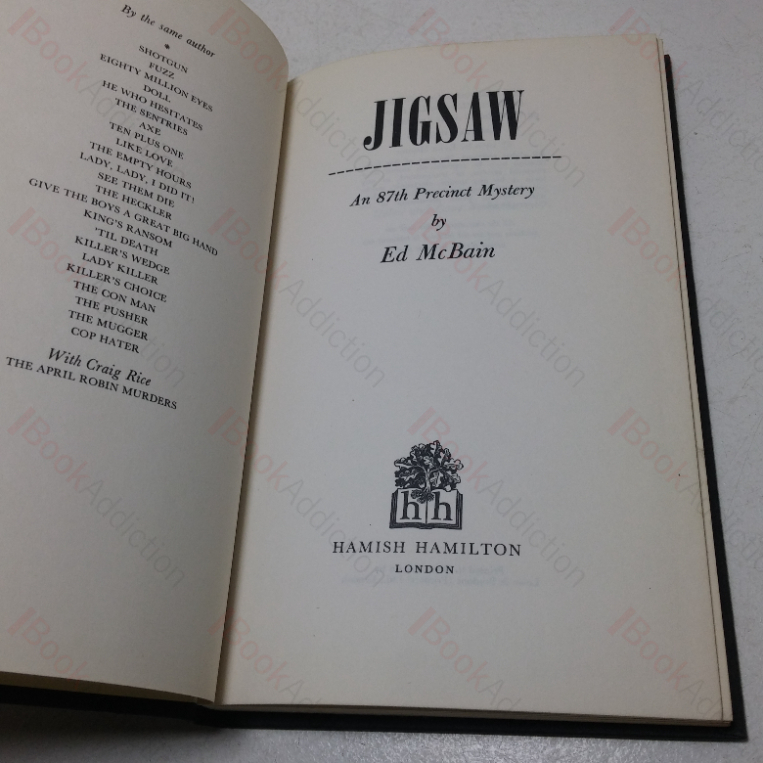 By the same author
SHOTGUN
FUZZ
EIGHTY MILLION EYES
DOLL
HE WHO HESITATES
THE SENTRIES
AXE
TEN PLUS ONE
LIKE LOVE
THE EMPTY HOURS
LADY, LADY, I DID IT!
SEE THEM DIE
THE HECKLER
GIVE THE BOYS A GREAT BIG HAND
KING'S RANSOM
'TIL DEATH
KILLER'S WEDGE
LADY KILLER
KILLER'S CHOICE
THE CON MAN
THE PUSHER
THE MUGGER
COP HATER
With Craig Rice
THE APRIL ROBIN MURDERS
JIGSAW
An 87th Precinct Mystery
by
Ed McBain
hh
HAMISH HAMILTON
LONDON
BookAddiction